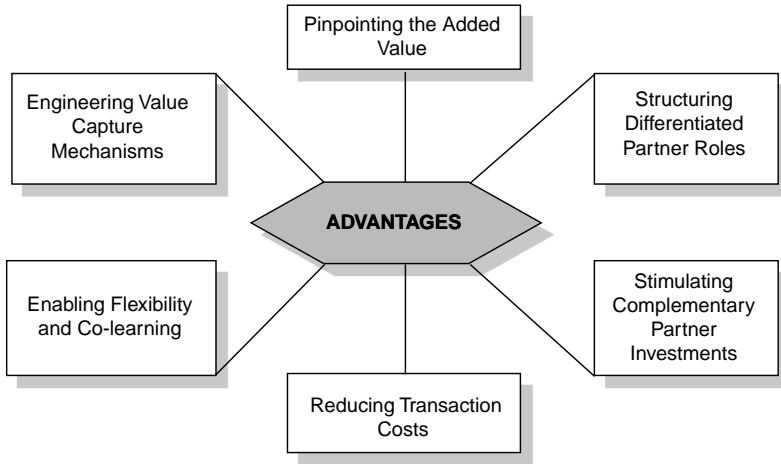 Pinpointing the Added
Value
Engineering Value
Capture
Mechanisms
Structuring
Differentiated
Partner Roles
ADVANTAGES
Enabling Flexibility
and Co-learning
Stimulating
Complementary
Partner
Investments
Reducing Transaction
Costs